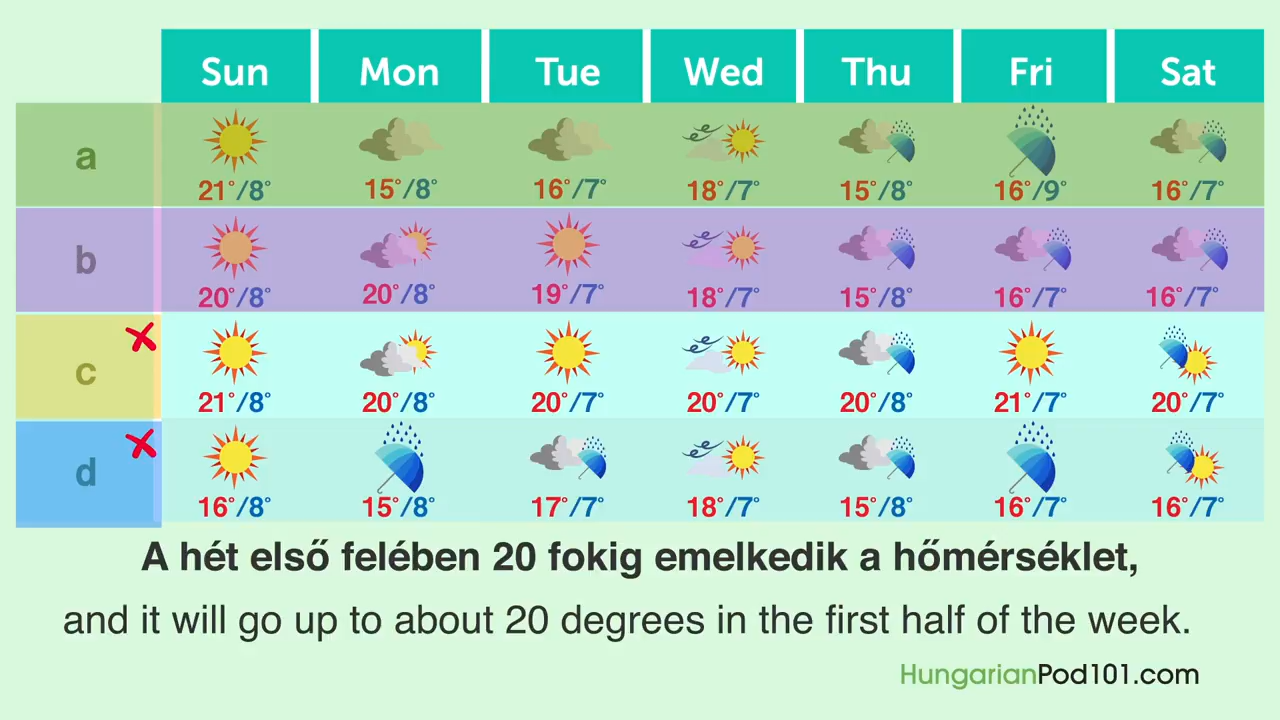 Sun Mon Tue Wed Thu Fri Sat
a
21°/8° 15°/8° 16°/7° 18°/7° 15°/8° 16°/9° 16°/7°
b
20°/8° 20°/8° 19°/7° 18°/7° 15°/8° 16°/7° 16°/7°
c
21°/8° 20°/8° 20°/7° 20°/7° 20°/8° 21°/7° 20°/7°
d
16°/8° 15°/8° 17°/7° 18°/7° 15°/8° 16°/7° 16°/7°
A hét első felében 20 fokig emelkedik a hőmérséklet,
and it will go up to about 20 degrees in the first half of the week.
HungarianPod101.com